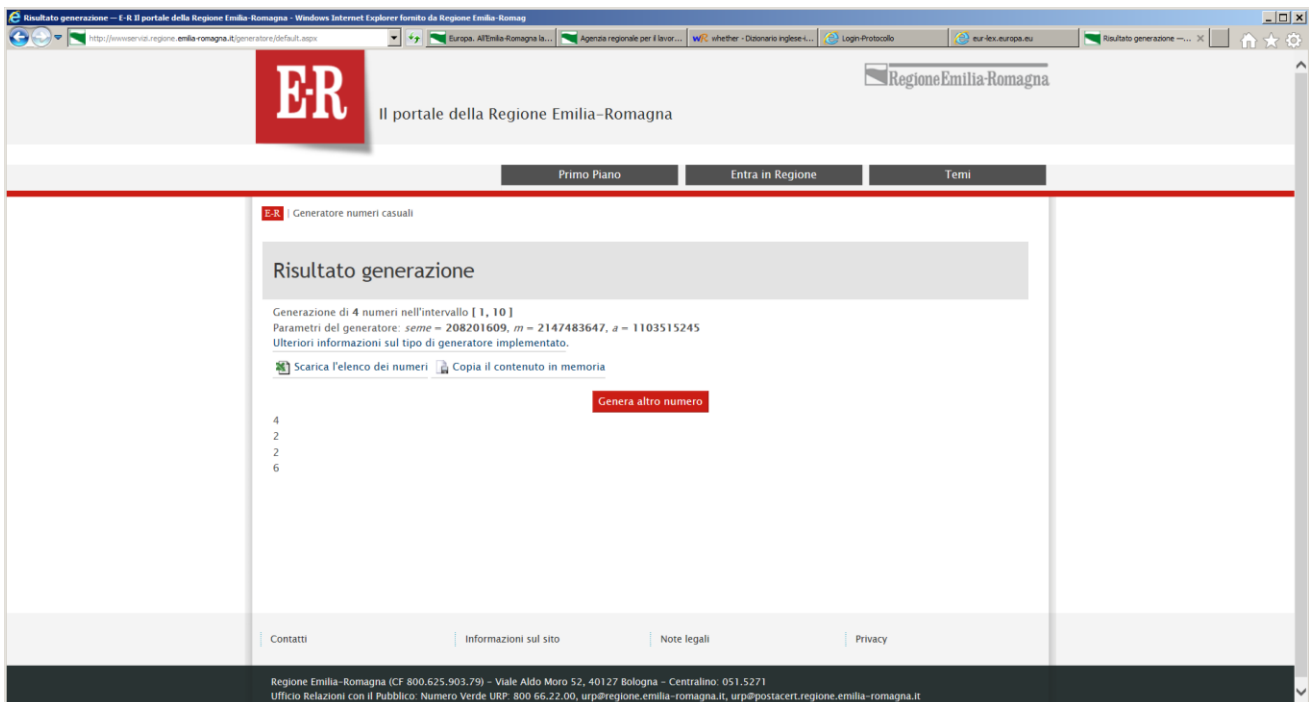 Risultato generazione — E-R Il portale della Regione Emilia-Romagna - Windows Internet Explorer fornito da Regione Emilia-Romag
http://wwwservizi.regione.emilia-romagna.it/generatore/default.aspx
Europa. All'Emilia-Romagna la...
Agenzia regionale per il lavor...
WR whether - Dizionario inglese-i...
Login-Protocollo
eur-lex.europa.eu
Risultato generazione —...
E-R
Il portale della Regione Emilia-Romagna
RegioneEmilia-Romagna
Primo Piano
Entra in Regione
Temi
E-R | Generatore numeri casuali
Risultato generazione
Generazione di 4 numeri nell'intervallo [ 1, 10 ]
Parametri del generatore: seme = 208201609, m = 2147483647, a = 1103515245
Ulteriori informazioni sul tipo di generatore implementato.
Scarica l'elenco dei numeri Copia il contenuto in memoria
Genera altro numero
4
2
2
6
Contatti
Informazioni sul sito
Note legali
Privacy
Regione Emilia-Romagna (CF 800.625.903.79) - Viale Aldo Moro 52, 40127 Bologna - Centralino: 051.5271
Ufficio Relazioni con il Pubblico: Numero Verde URP: 800 66.22.00, urp@regione.emilia-romagna.it, urp@postacert.regione.emilia-romagna.it